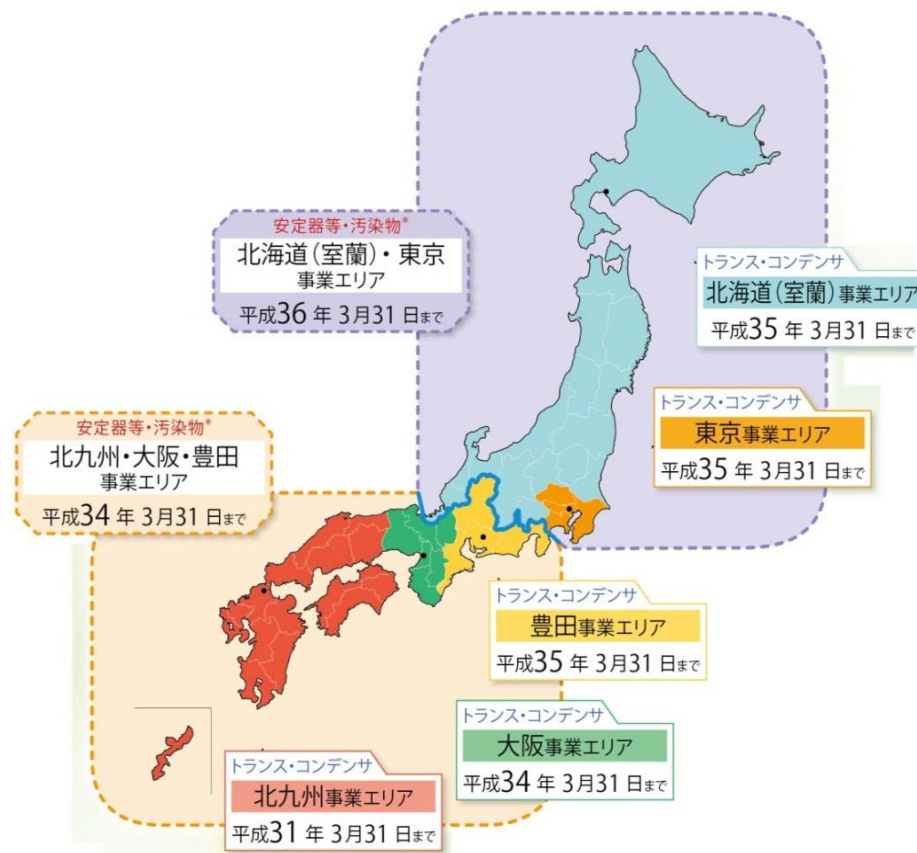 安定器等・汚染物*
北海道(室蘭)・東京
事業エリア
平成36年 3月31日まで
トランス・コンデンサ
北海道(室蘭)事業エリア
平成35年 3月31日まで
トランス・コンデンサ
東京事業エリア
平成35年 3月31日まで
安定器等・汚染物*
北九州・大阪・豊田
事業エリア
平成34年 3月31日まで
トランス・コンデンサ
豊田事業エリア
平成35年 3月31日まで
トランス・コンデンサ
大阪事業エリア
平成34年 3月31日まで
トランス・コンデンサ
北九州事業エリア
平成31年 3月31日まで